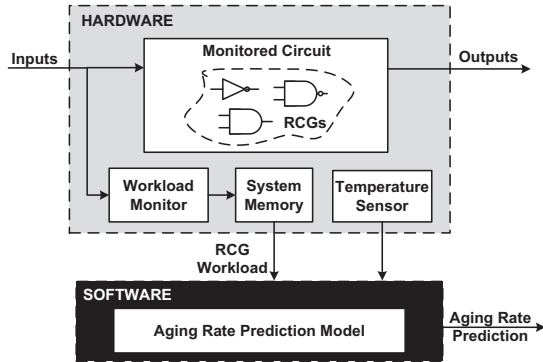 HARDWARE
Monitored Circuit
Inputs
Outputs
RCGs
Workload
Monitor
System
Memory
Temperature
Sensor
RCG
Workload
SOFTWARE
Aging Rate Prediction Model
Aging Rate
Prediction